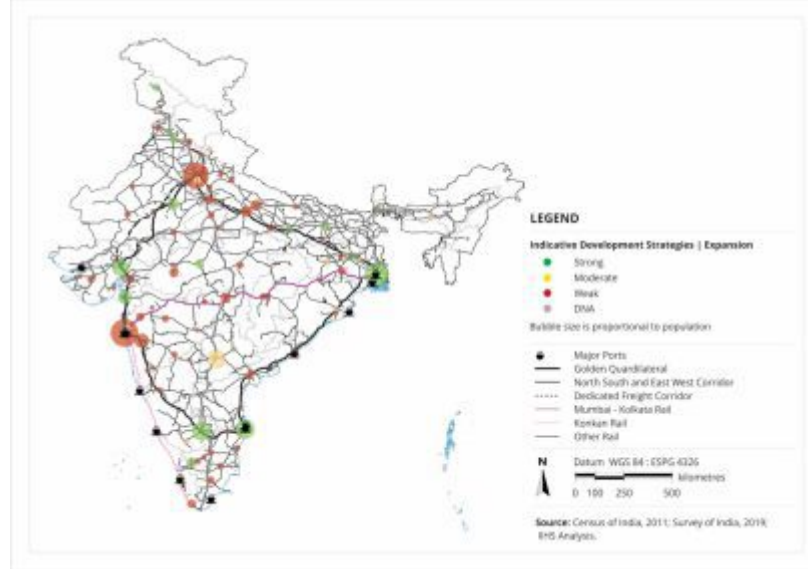 LEGEND
Indicative Development Strategies | Expansion
Strong
Moderate
Weak
DNA
Bubble size is proportional to population
Major Ports
Golden Quardilateral
North South and East West Corridor
Dedicated Freight Corridor
Mumbai - Kolkata Rail
Konkan Rail
Other Rail
N
Datum WGS 84 : ESPG 4326
kilometres
0 100 250 500
Source: Census of India, 2011; Survey of India, 2019;
IIHS Analysis.